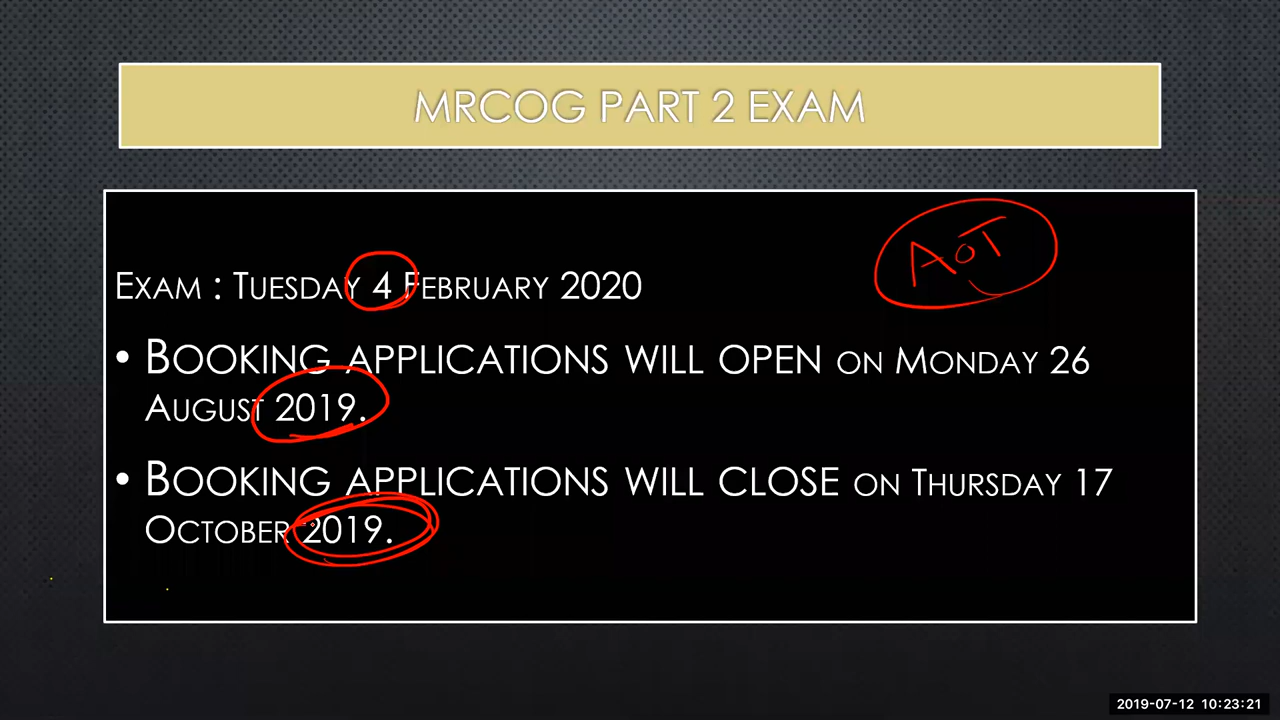 MRCOG PART 2 EXAM
AOT
EXAM : TUESDAY 4 FEBRUARY 2020
• BOOKING APPLICATIONS WILL OPEN ON MONDAY 26
AUGUST 2019.
• BOOKING APPLICATIONS WILL CLOSE ON THURSDAY 17
OCTOBER 2019.
2019-07-12 10:23:21